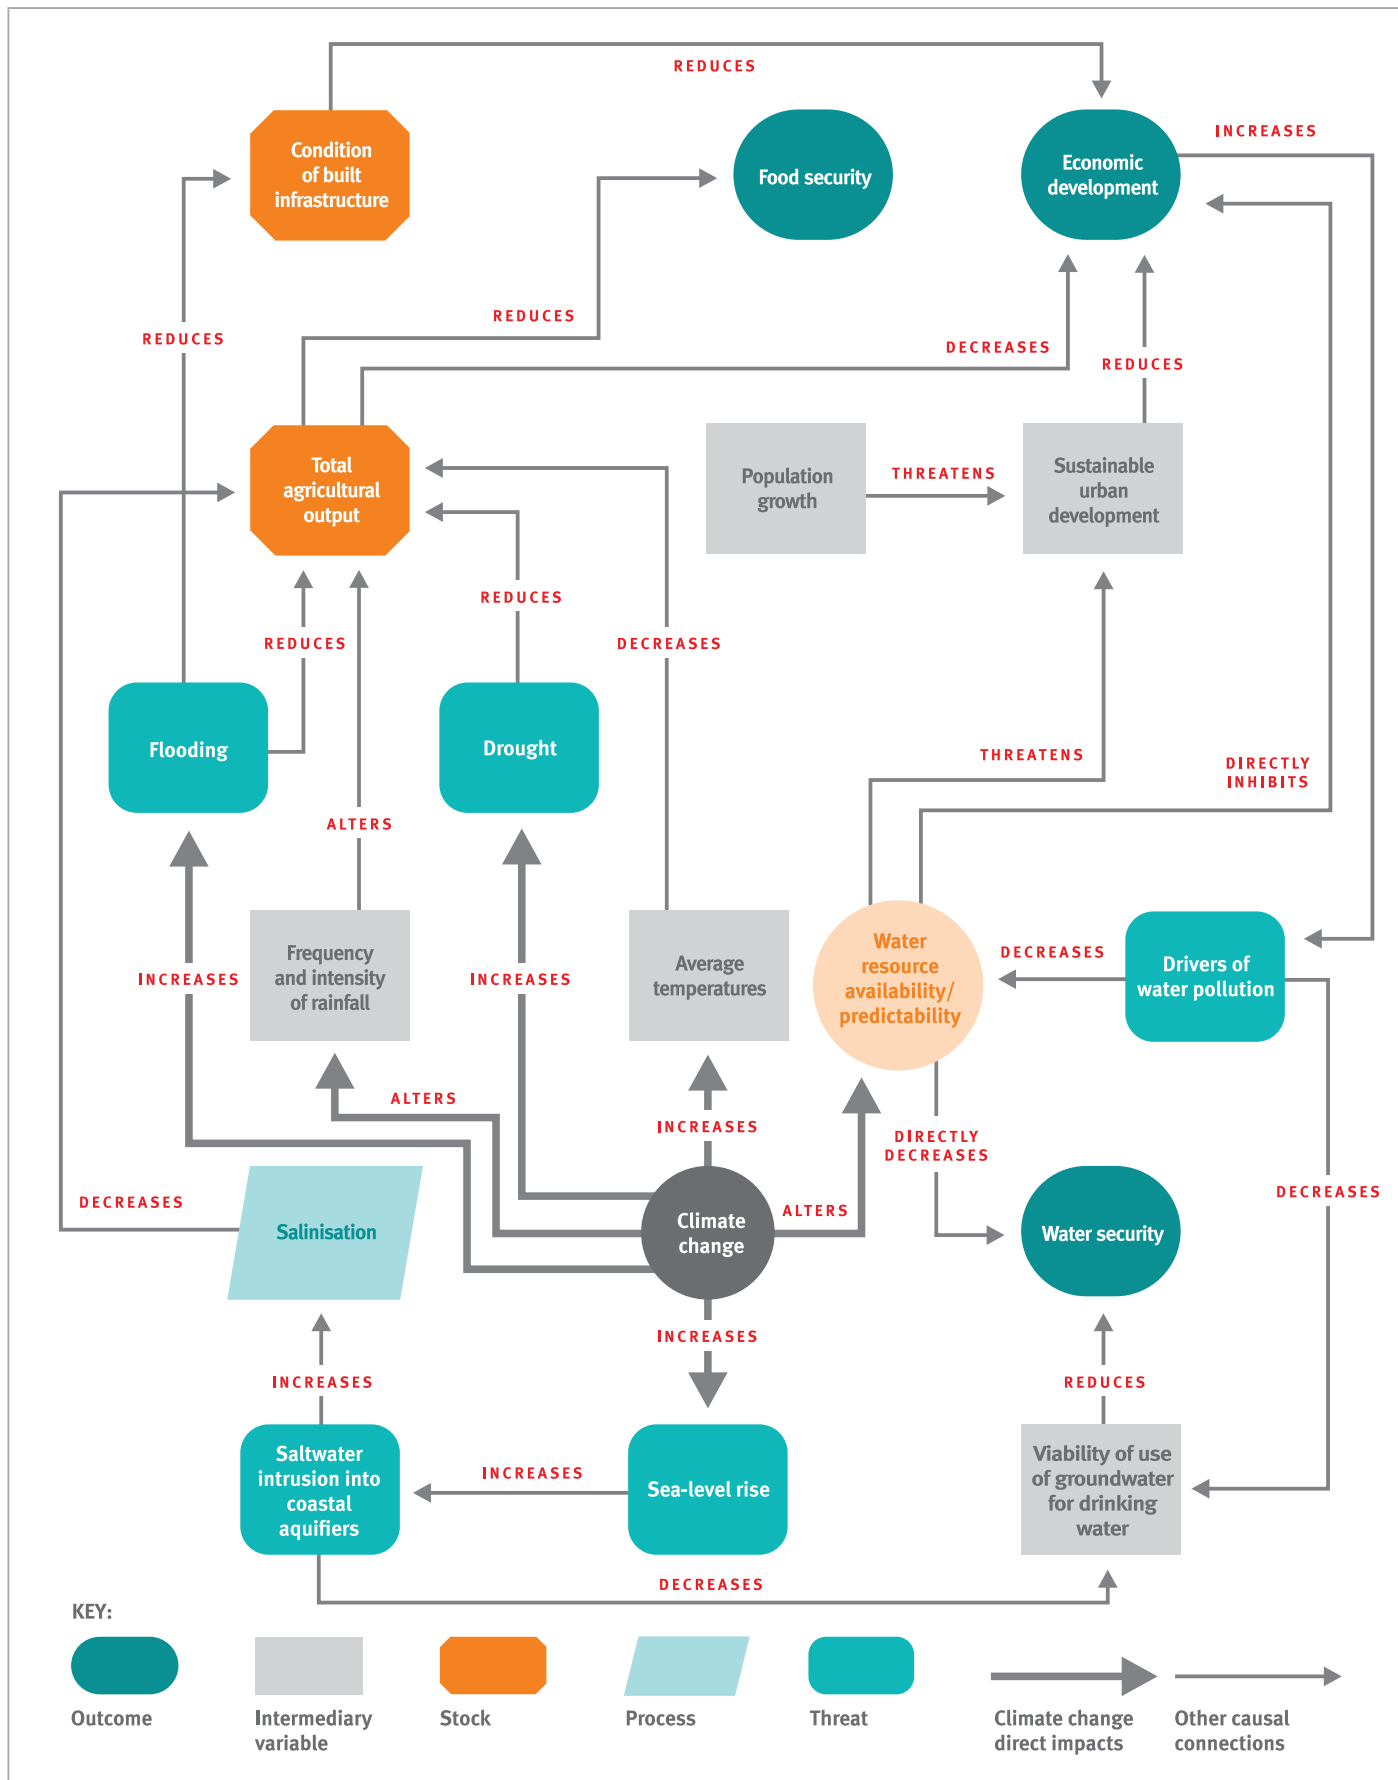 REDUCES
INCREASES
Condition
of built
infrastructure
Food security
Economic
development
REDUCES
REDUCES
DECREASES
REDUCES
Total
agricultural
output
Population
growth
THREATENS
Sustainable
urban
development
REDUCES
REDUCES
DECREASES
Flooding
Drought
THREATENS
DIRECTLY
INHIBITS
ALTERS
Frequency
and intensity
of rainfall
INCREASES
INCREASES
Average
temperatures
Water
resource
availability/
predictability
DECREASES
Drivers of
water pollution
ALTERS
INCREASES
DIRECTLY
DECREASES
DECREASES
DECREASES
Salinisation
Climate
change
ALTERS
Water security
INCREASES
INCREASES
REDUCES
Saltwater
intrusion into
coastal
aquifiers
INCREASES
Sea-level rise
Viability of use
of groundwater
for drinking
water
DECREASES
KEY:
Outcome
Intermediary
variable
Stock
Process
Threat
Climate change
direct impacts
Other causal
connections